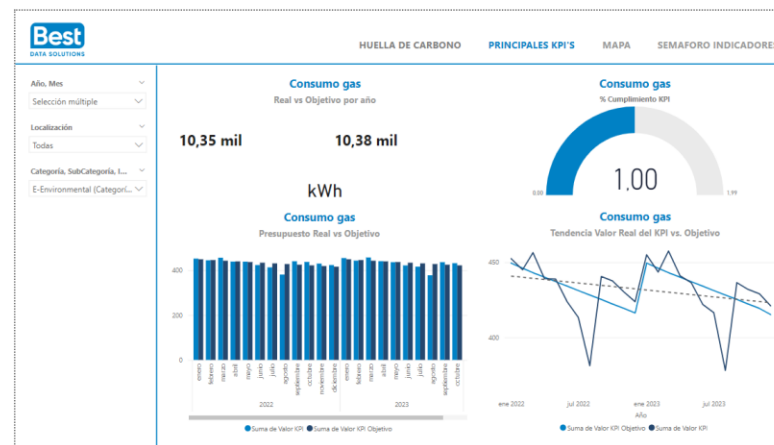 Best
DATA SOLUTIONS
HUELLA DE CARBONO
PRINCIPALES KPI'S
MAPA
SEMAFORO INDICADORES
Año, Mes
Selección múltiple
Localización
Todas
Categoría, SubCategoría, I...
E-Environmental (Categorí...
Consumo gas
Real vs Objetivo por año
10,35 mil
10,38 mil
kWh
Consumo gas
% Cumplimiento KPI
1,00
0,00
1,99
Consumo gas
Presupuesto Real vs Objetivo
400
200
0
enero
febrero
marzo
abril
mayo
junio
julio
agosto
septiembre
octubre
noviembre
diciembre
enero
febrero
marzo
abril
mayo
junio
julio
agosto
septiembre
octubre
2022
2023
Suma de Valor KPI
Suma de Valor KPI Objetivo
Consumo gas
Tendencia Valor Real del KPI vs. Objetivo
450
400
ene 2022
jul 2022
ene 2023
jul 2023
Año
Suma de Valor KPI Objetivo
Suma de Valor KPI